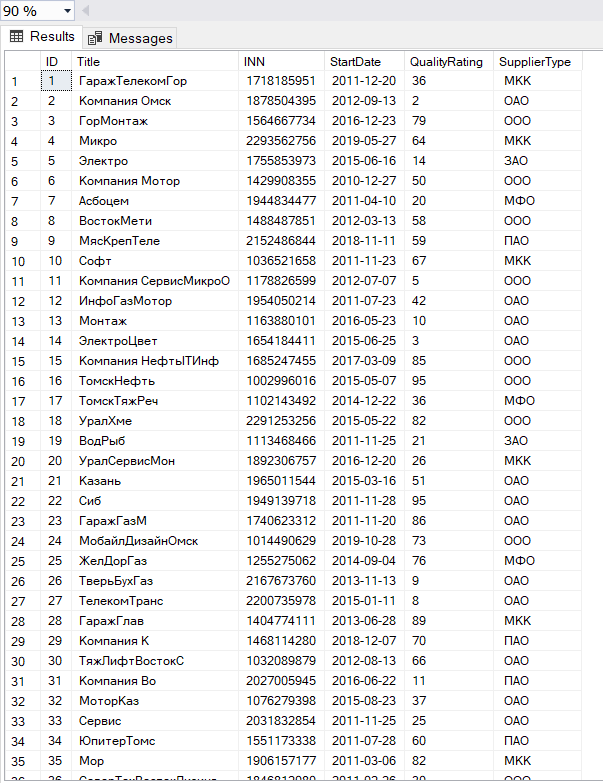 90 %
Results Messages
ID Title INN StartDate QualityRating SupplierType
1 1 ГаражТелекомГор 1718185951 2011-12-20 36 МКК
2 2 Компания Омск 1878504395 2012-09-13 2 ОАО
3 3 ГорМонтаж 1564667734 2016-12-23 79 ООО
4 4 Микро 2293562756 2019-05-27 64 МКК
5 5 Электро 1755853973 2015-06-16 14 ЗАО
6 6 Компания Мотор 1429908355 2010-12-27 50 ООО
7 7 Асбоцем 1944834477 2011-04-10 20 МФО
8 8 ВостокМети 1488487851 2012-03-13 58 ООО
9 9 МясКрепТеле 2152486844 2018-11-11 59 ПАО
10 10 Софт 1036521658 2011-11-23 67 МКК
11 11 Компания СервисМикроО 1178826599 2012-07-07 5 ООО
12 12 ИнфоГазМотор 1954050214 2011-07-23 42 ОАО
13 13 Монтаж 1163880101 2016-05-23 10 ОАО
14 14 ЭлектроЦвет 1654184411 2015-06-25 3 ОАО
15 15 Компания НефтьITИнф 1685247455 2017-03-09 85 ООО
16 16 ТомскНефть 1002996016 2015-05-07 95 ООО
17 17 ТомскТяжРеч 1102143492 2014-12-22 36 МФО
18 18 УралХме 2291253256 2015-05-22 82 ООО
19 19 ВодРыб 1113468466 2011-11-25 21 ЗАО
20 20 УралСервисМон 1892306757 2016-12-20 26 МКК
21 21 Казань 1965011544 2015-03-16 51 ОАО
22 22 Сиб 1949139718 2011-11-28 95 ОАО
23 23 ГаражГазМ 1740623312 2011-11-20 86 ОАО
24 24 МобайлДизайнОмск 1014490629 2019-10-28 73 ООО
25 25 ЖелДорГаз 1255275062 2014-09-04 76 МФО
26 26 ТверьБухГаз 2167673760 2013-11-13 9 ОАО
27 27 ТелекомТранс 2200735978 2015-01-11 8 ОАО
28 28 ГаражГлав 1404774111 2013-06-28 89 МКК
29 29 Компания К 1468114280 2018-12-07 70 ПАО
30 30 ТяжЛифтВостокС 1032089879 2012-08-13 66 ОАО
31 31 Компания Во 2027005945 2016-06-22 11 ПАО
32 32 МоторКаз 1076279398 2015-08-23 37 ОАО
33 33 Сервис 2031832854 2011-11-25 25 ОАО
34 34 ЮпитерТомс 1551173338 2011-07-28 60 ПАО
35 35 Мор 1906157177 2011-03-06 82 МКК